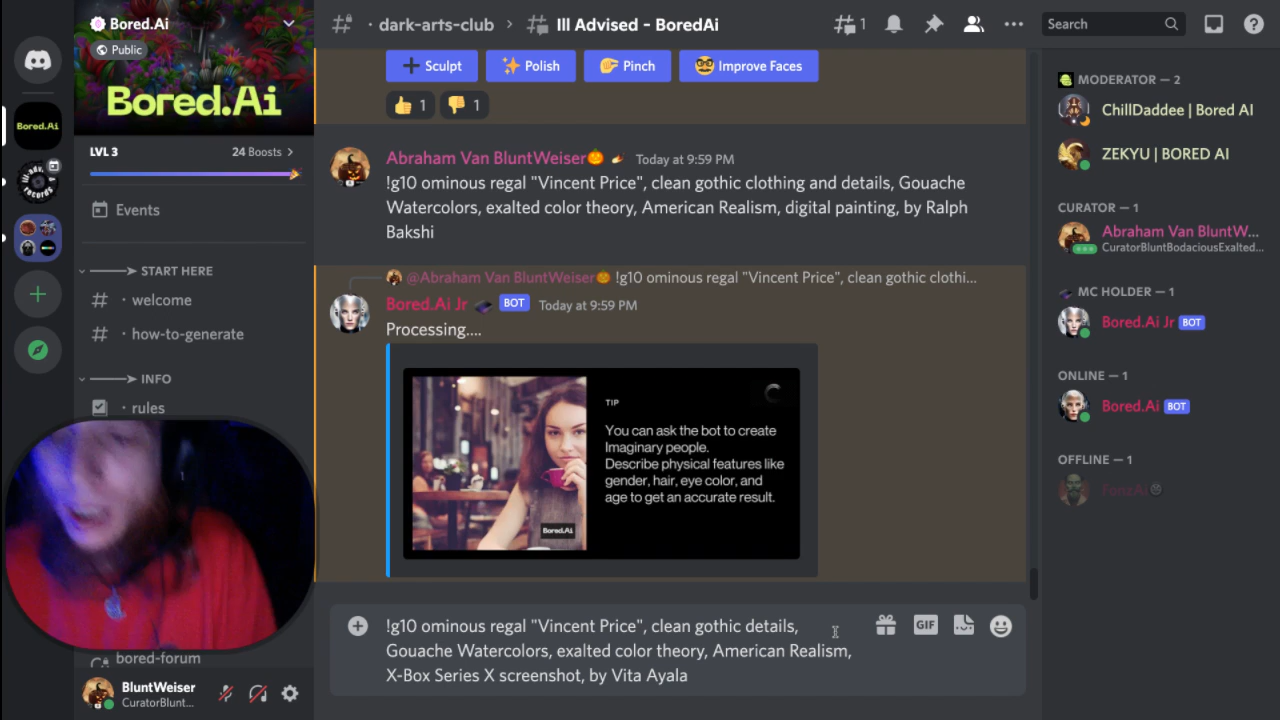 Bored.Ai
Public
Bored.Ai
LVL 3
24 Boosts >
Events
START HERE
# · welcome
# · how-to-generate
INFO
· rules
bored-forum
BluntWeiser
CuratorBlunt...
Bored.Ai
· dark-arts-club > Ill Advised - BoredAi
1
Search
Sculpt
Polish
Pinch
Improve Faces
1
1
Abraham Van BluntWeiser Today at 9:59 PM
!g10 ominous regal "Vincent Price", clean gothic clothing and details, Gouache
Watercolors, exalted color theory, American Realism, digital painting, by Ralph
Bakshi
@Abraham Van BluntWeiser !g10 ominous regal "Vincent Price", clean gothic clothi...
Bored.Ai Jr BOT Today at 9:59 PM
Processing....
TIP
You can ask the bot to create
Imaginary people.
Describe physical features like
gender, hair, eye color, and
age to get an accurate result.
Bored.Ai
!g10 ominous regal "Vincent Price", clean gothic details,
Gouache Watercolors, exalted color theory, American Realism,
X-Box Series X screenshot, by Vita Ayala
GIF
MODERATOR — 2
ChillDaddee | Bored AI
ZEKYU | BORED AI
CURATOR — 1
Abraham Van BluntW...
CuratorBluntBodaciousExalted...
MC HOLDER — 1
Bored.Ai Jr BOT
ONLINE — 1
Bored.Ai BOT
OFFLINE — 1
FonzAi